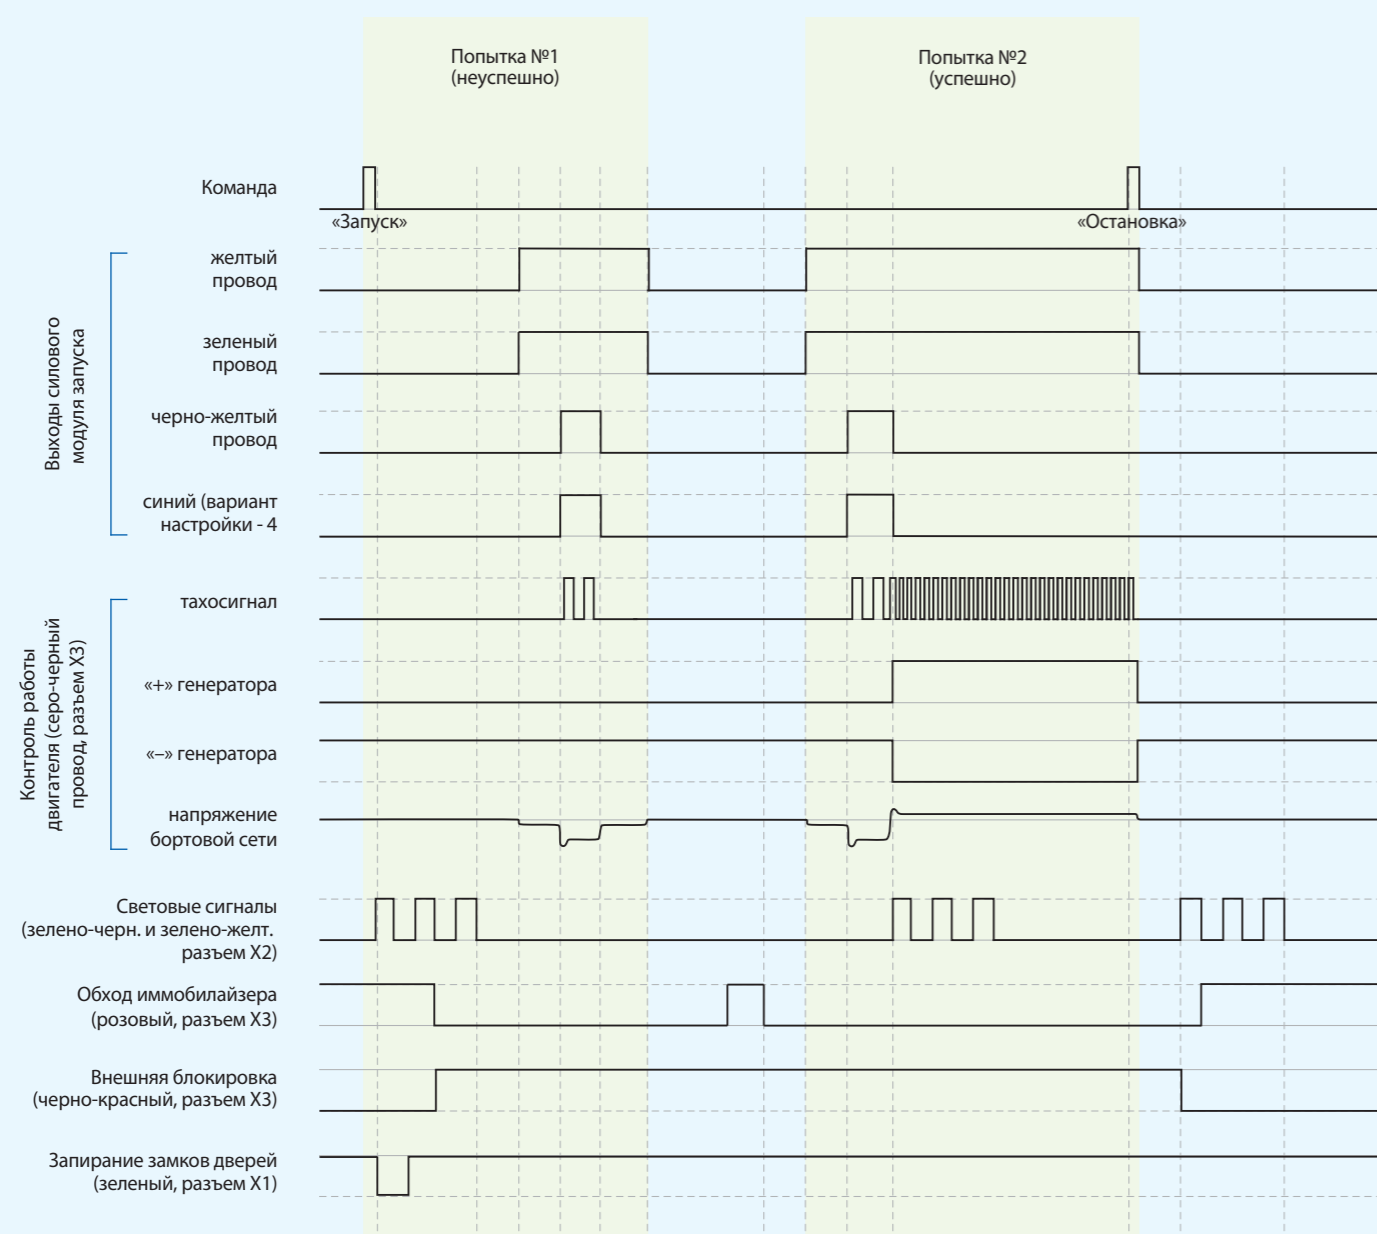 Попытка №1
(неуспешно)
Попытка №2
(успешно)
Команда
«Запуск»
«Остановка»
Выходы силового
модуля запуска
желтый
провод
зеленый
провод
черно-желтый
провод
синий (вариант
настройки - 4
Контроль работы
двигателя (серо-черный
провод, разъем X3)
тахосигнал
«+» генератора
«–» генератора
напряжение
бортовой сети
Световые сигналы
(зелено-черн. и зелено-желт.
разъем X2)
Обход иммобилайзера
(розовый, разъем X3)
Внешняя блокировка
(черно-красный, разъем X3)
Запирание замков дверей
(зеленый, разъем X1)